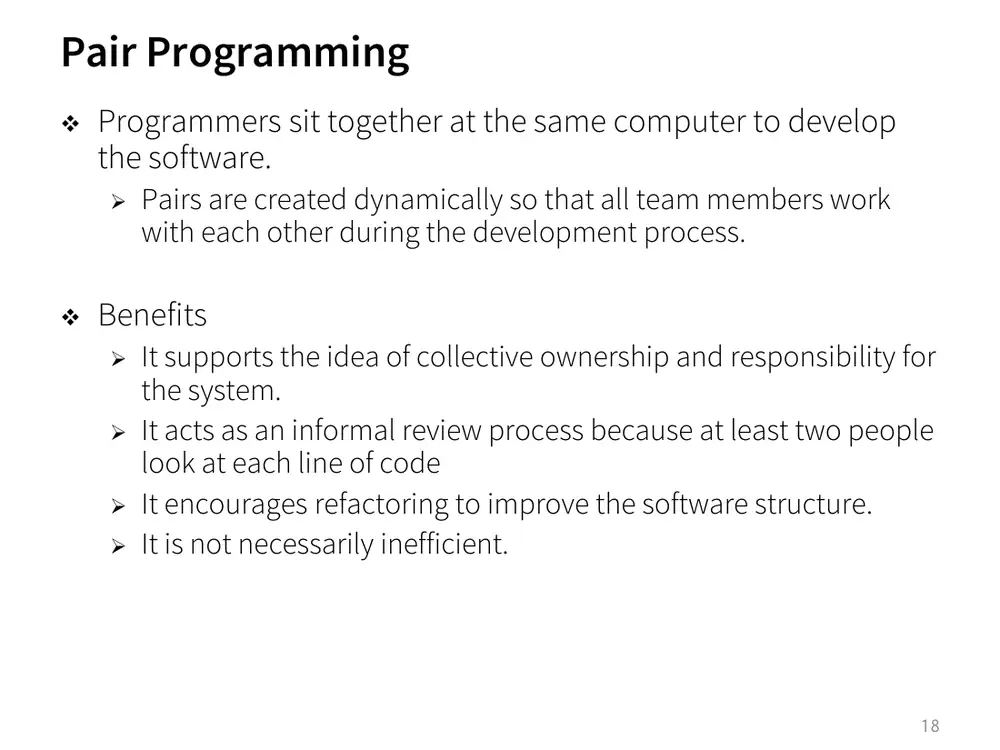 Pair Programming
❖ Programmers sit together at the same computer to develop
the software.
➢ Pairs are created dynamically so that all team members work
with each other during the development process.
❖ Benefits
➢ It supports the idea of collective ownership and responsibility for
the system.
➢ It acts as an informal review process because at least two people
look at each line of code
➢ It encourages refactoring to improve the software structure.
➢ It is not necessarily inefficient.
18